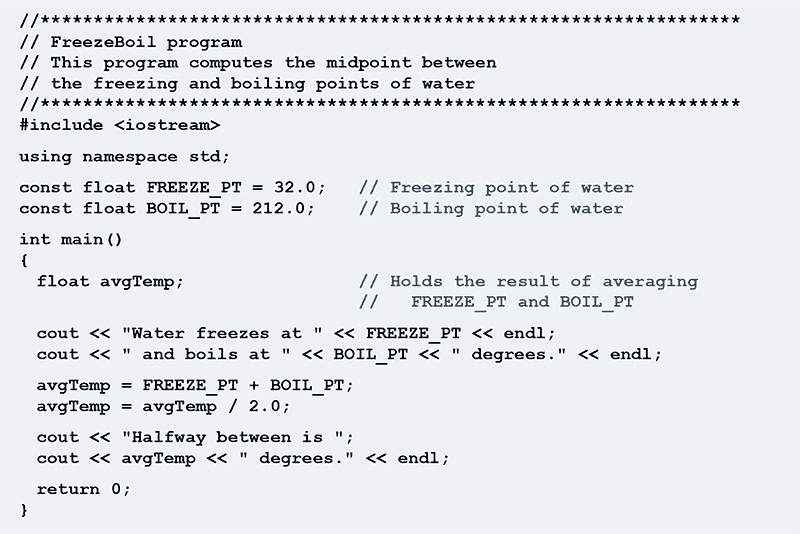 //******************************************************************
// FreezeBoil program
// This program computes the midpoint between
// the freezing and boiling points of water
//******************************************************************
#include <iostream>
using namespace std;
const float FREEZE_PT = 32.0;   // Freezing point of water
const float BOIL_PT = 212.0;    // Boiling point of water
int main()
{
  float avgTemp;                // Holds the result of averaging
                                //   FREEZE_PT and BOIL_PT
  cout << "Water freezes at " << FREEZE_PT << endl;
  cout << " and boils at " << BOIL_PT << " degrees." << endl;
  avgTemp = FREEZE_PT + BOIL_PT;
  avgTemp = avgTemp / 2.0;
  cout << "Halfway between is ";
  cout << avgTemp << " degrees." << endl;
  return 0;
}